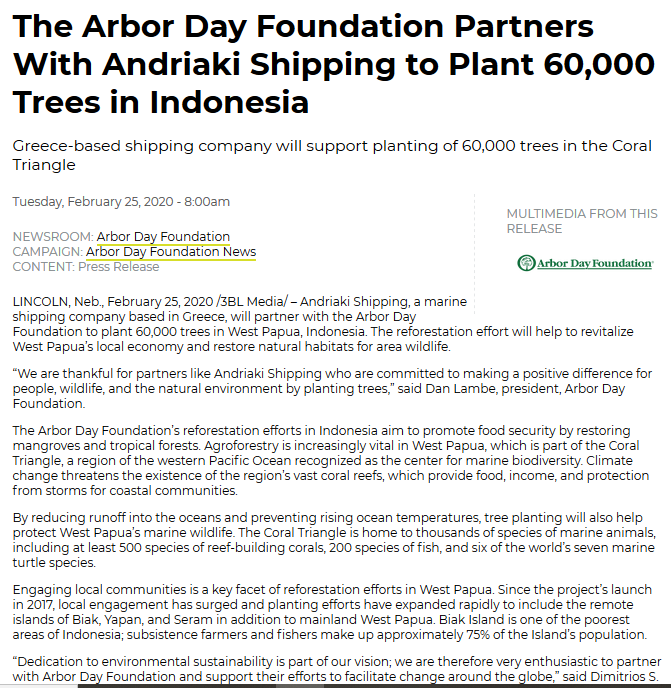 The Arbor Day Foundation Partners
With Andriaki Shipping to Plant 60,000
Trees in Indonesia
Greece-based shipping company will support planting of 60,000 trees in the Coral
Triangle
Tuesday, February 25, 2020 - 8:00am
MULTIMEDIA FROM THIS
RELEASE
Arbor Day Foundation
NEWSROOM: Arbor Day Foundation
CAMPAIGN: Arbor Day Foundation News
CONTENT: Press Release
LINCOLN, Neb., February 25, 2020 /3BL Media/ – Andriaki Shipping, a marine
shipping company based in Greece, will partner with the Arbor Day
Foundation to plant 60,000 trees in West Papua, Indonesia. The reforestation effort will help to revitalize
West Papua's local economy and restore natural habitats for area wildlife.
“We are thankful for partners like Andriaki Shipping who are committed to making a positive difference for
people, wildlife, and the natural environment by planting trees,” said Dan Lambe, president, Arbor Day
Foundation.
The Arbor Day Foundation's reforestation efforts in Indonesia aim to promote food security by restoring
mangroves and tropical forests. Agroforestry is increasingly vital in West Papua, which is part of the Coral
Triangle, a region of the western Pacific Ocean recognized as the center for marine biodiversity. Climate
change threatens the existence of the region's vast coral reefs, which provide food, income, and protection
from storms for coastal communities.
By reducing runoff into the oceans and preventing rising ocean temperatures, tree planting will also help
protect West Papua's marine wildlife. The Coral Triangle is home to thousands of species of marine animals,
including at least 500 species of reef-building corals, 200 species of fish, and six of the world's seven marine
turtle species.
Engaging local communities is a key facet of reforestation efforts in West Papua. Since the project's launch
in 2017, local engagement has surged and planting efforts have expanded rapidly to include the remote
islands of Biak, Yapan, and Seram in addition to mainland West Papua. Biak Island is one of the poorest
areas of Indonesia; subsistence farmers and fishers make up approximately 75% of the Island's population.
“Dedication to environmental sustainability is part of our vision; we are therefore very enthusiastic to partner
with Arbor Day Foundation and support their efforts to facilitate change around the globe,” said Dimitrios S.